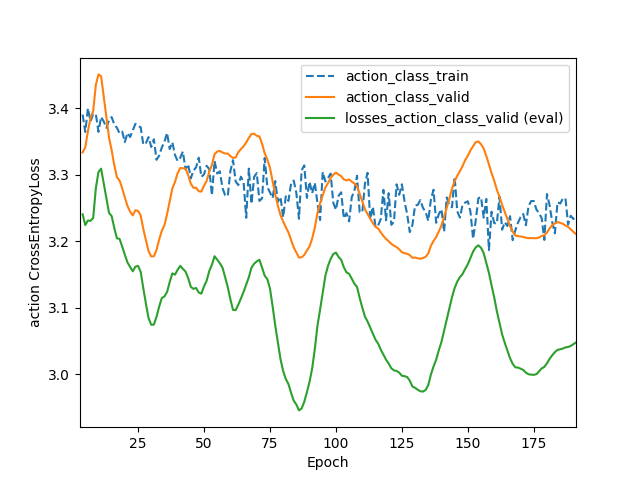 action_class_train
action_class_valid
losses_action_class_valid (eval)
action CrossEntropyLoss
3.4
3.3
3.2
3.1
3.0
25
50
75
100
125
150
175
Epoch